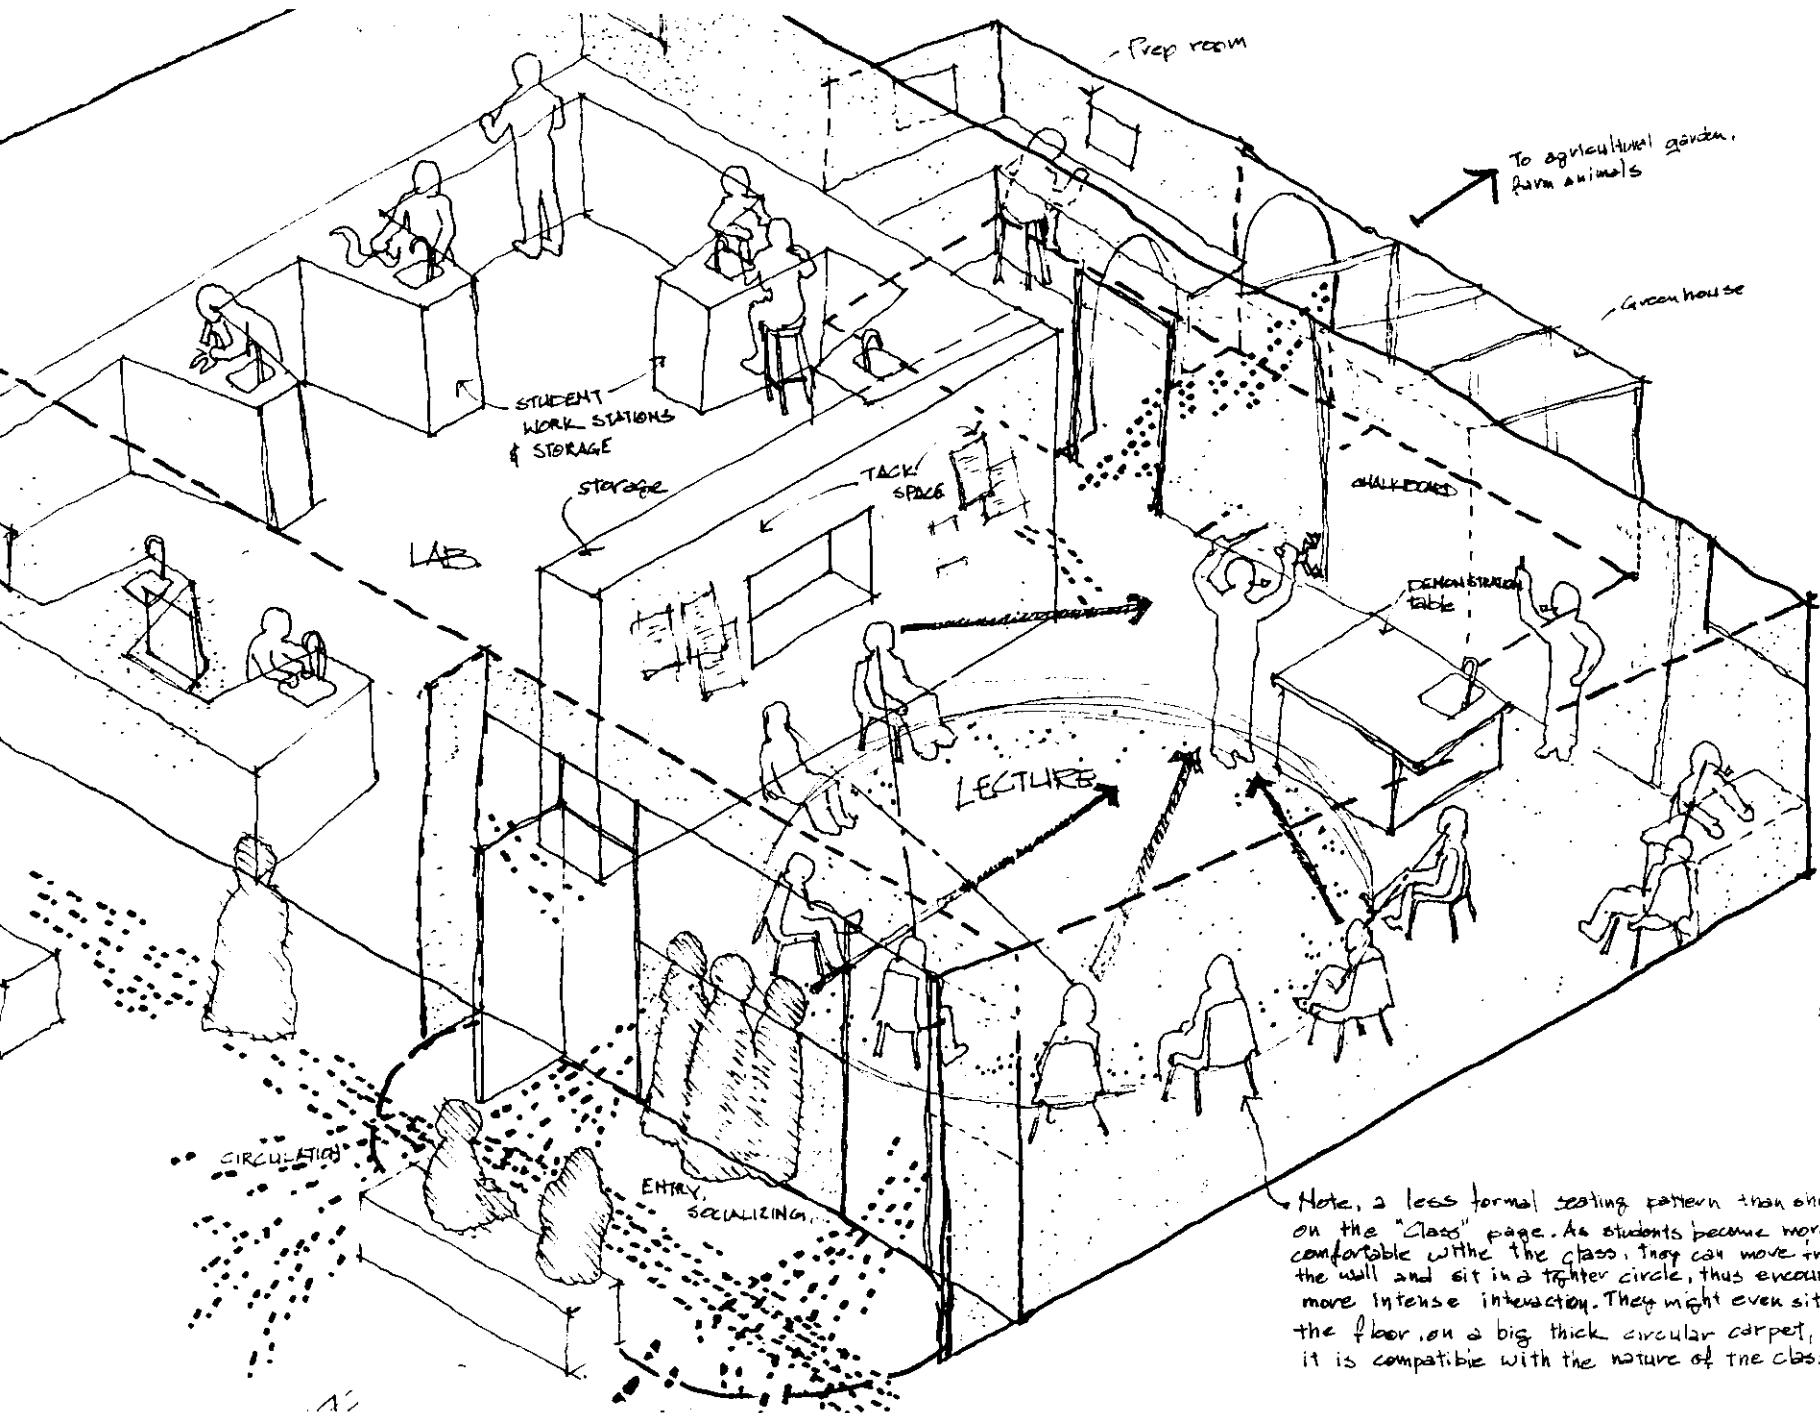 Prep room
To agricultural garden,
farm animals
Greenhouse
STUDENT
WORK STATIONS
& STORAGE
storage
TACK
SPACE
CHALKBOARD
LAB
DEMONSTRATION
table
LECTURE
CIRCULATION
ENTRY,
SOCIALIZING
Note, a less formal seating pattern than
on the "Class" page. As students become mor
comfortable withe the class, they can move
the wall and sit in a tighter circle, thus encou
more intense interaction. They might even sit
the floor, on a big thick circular carpet,
it is compatible with the nature of the clas